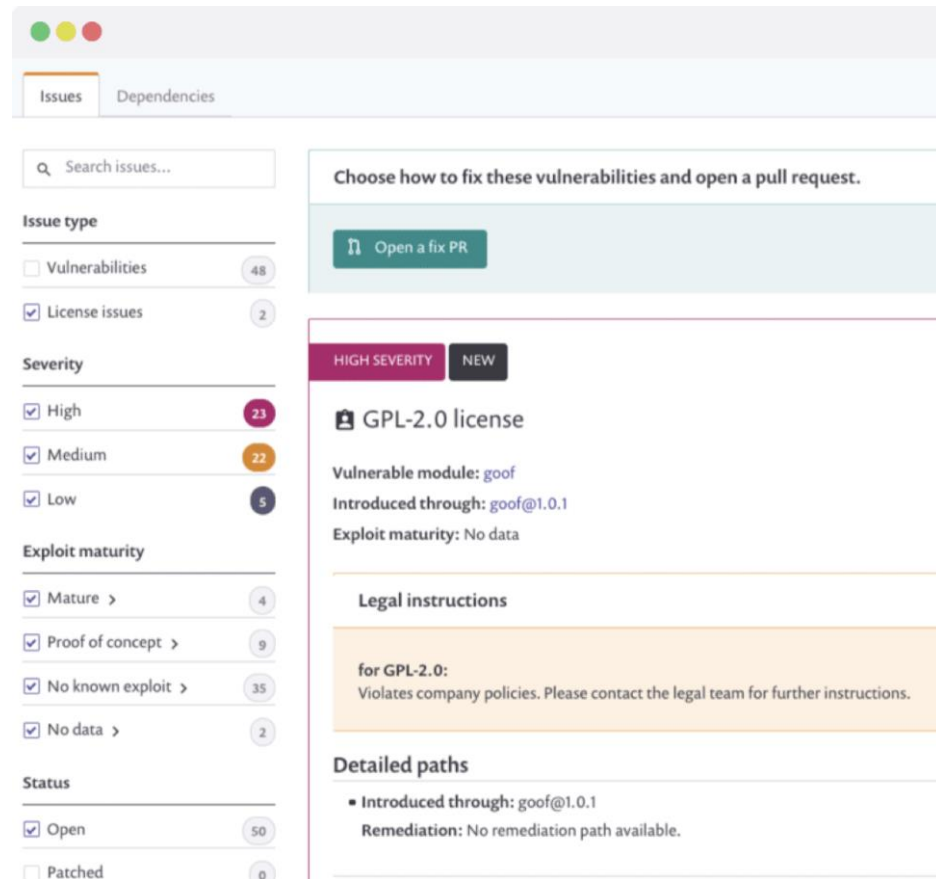 Issues
Dependencies
Search issues...
Issue type
Vulnerabilities 48
License issues 2
Severity
High 23
Medium 22
Low 5
Exploit maturity
Mature > 4
Proof of concept > 9
No known exploit > 35
No data > 2
Status
Open 50
Patched 0
Choose how to fix these vulnerabilities and open a pull request.
Open a fix PR
HIGH SEVERITY NEW
GPL-2.0 license
Vulnerable module: goof
Introduced through: goof@1.0.1
Exploit maturity: No data
Legal instructions
for GPL-2.0:
Violates company policies. Please contact the legal team for further instructions.
Detailed paths
▪ Introduced through: goof@1.0.1
Remediation: No remediation path available.